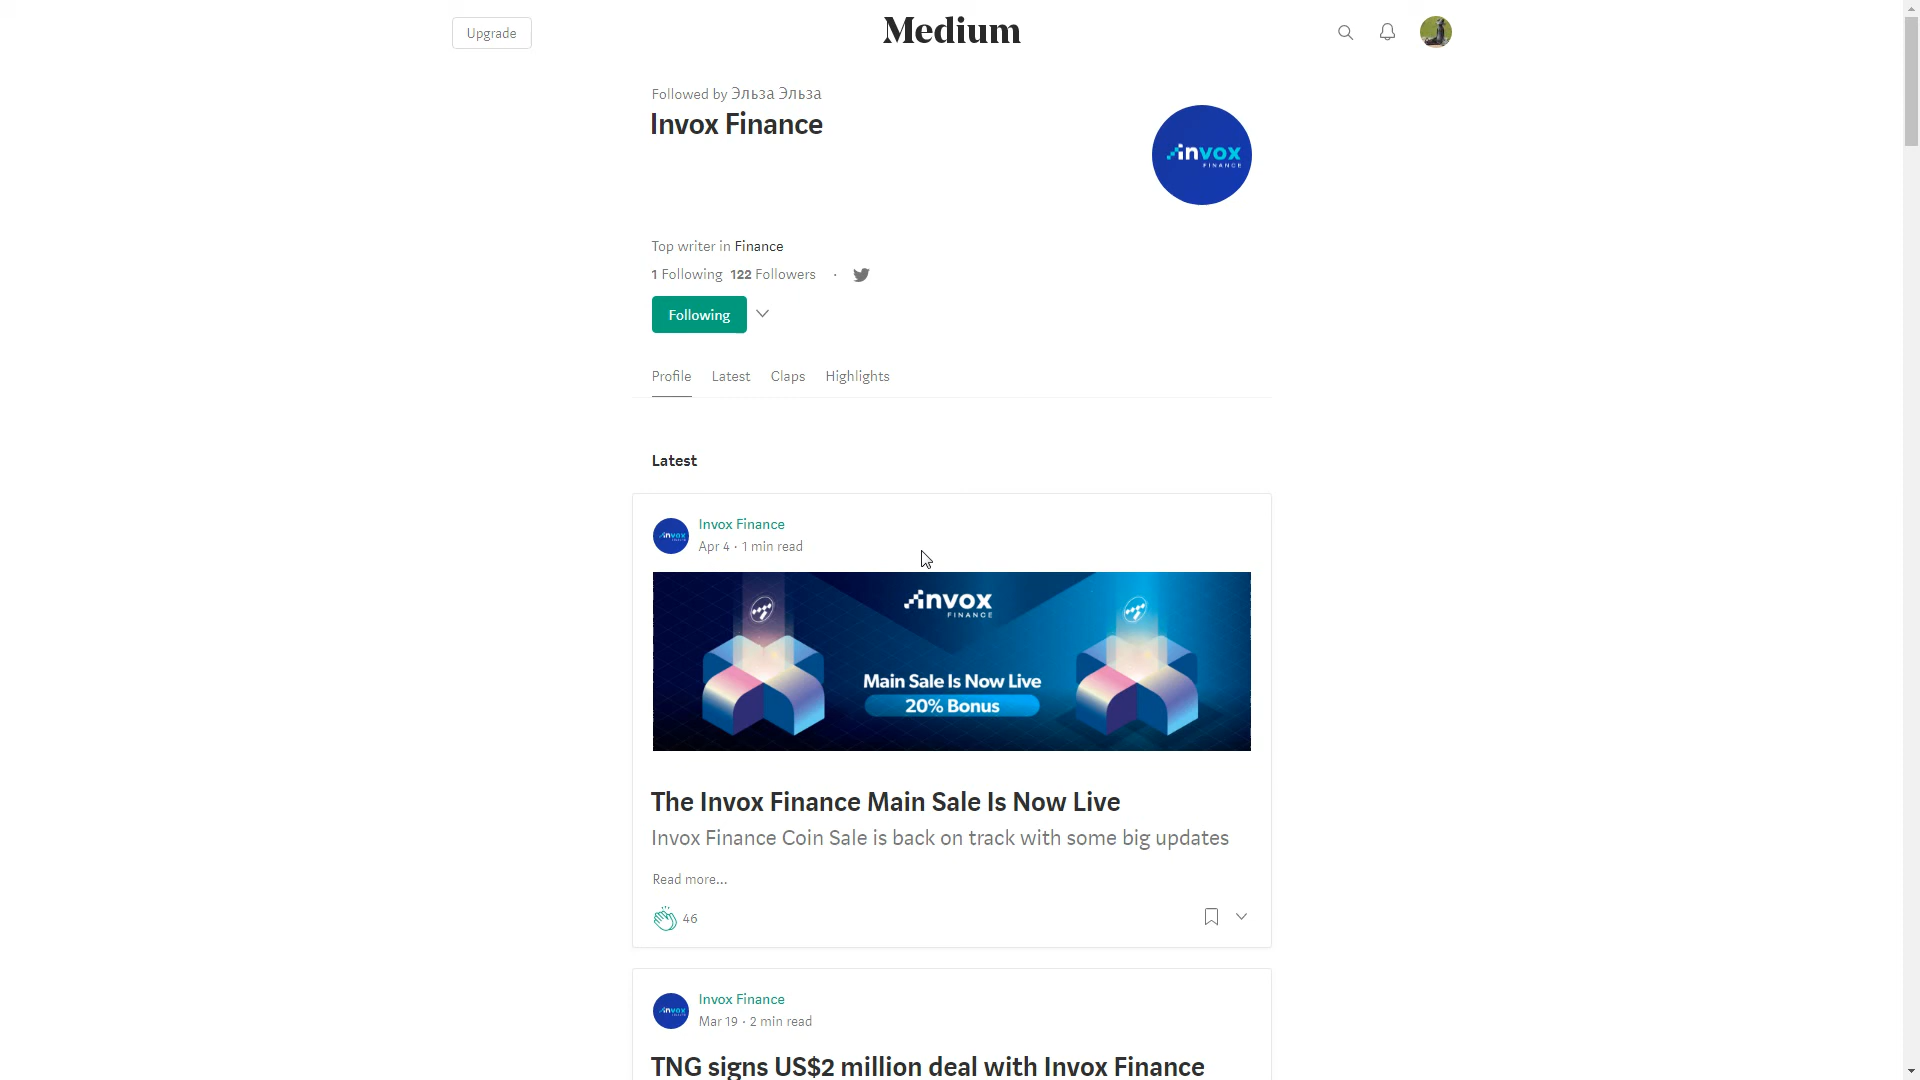 Upgrade
Medium
Followed by Эльза Эльза
Invox Finance
invox
FINANCE
Top writer in Finance
1 Following 122 Followers ·
Following
Profile Latest Claps Highlights
Latest
invox
Invox Finance
Apr 4 · 1 min read
invox
FINANCE
Main Sale Is Now Live
20% Bonus
The Invox Finance Main Sale Is Now Live
Invox Finance Coin Sale is back on track with some big updates
Read more...
46
invox
Invox Finance
Mar 19 · 2 min read
TNG signs US$2 million deal with Invox Finance